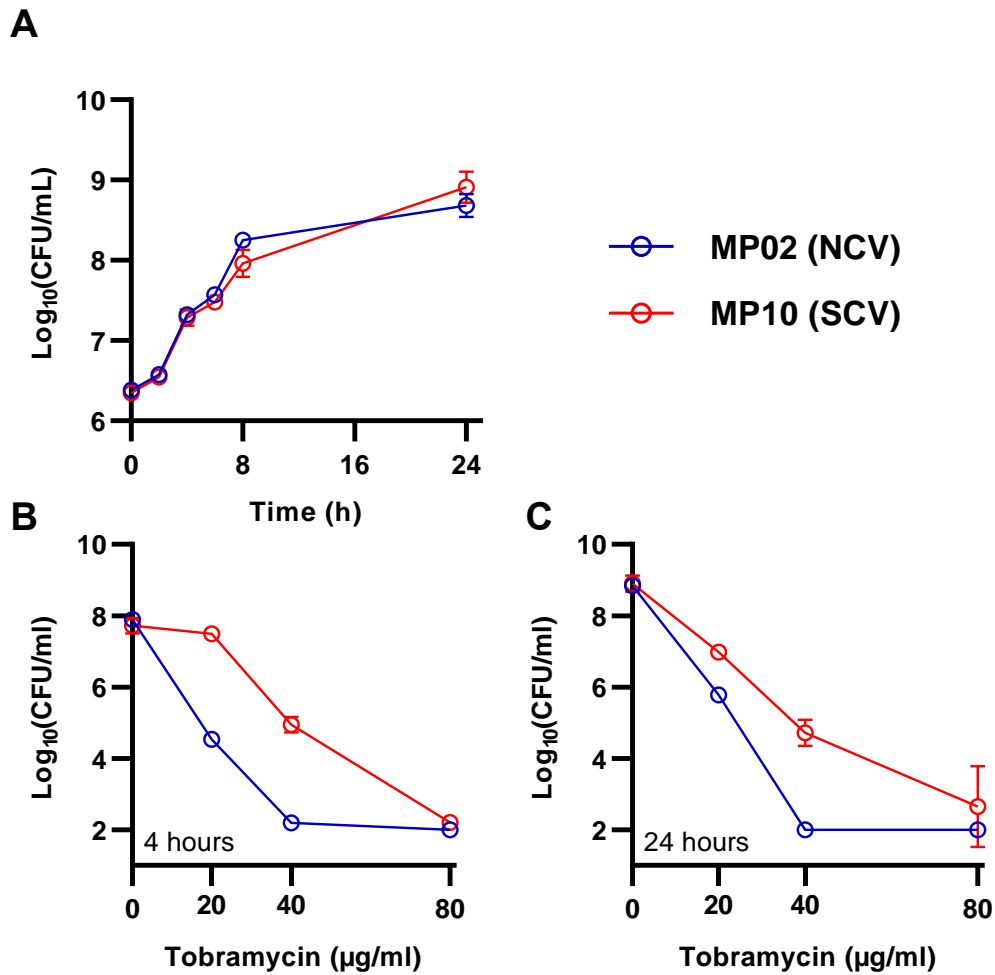 A
Log₁₀(CFU/mL)
10
9
8
7
6
0 8 16 24
Time (h)
MP02 (NCV)
MP10 (SCV)
B
Log₁₀(CFU/ml)
10
8
6
4
2
4 hours
0 20 40 80
Tobramycin (µg/ml)
C
Log₁₀(CFU/ml)
10
8
6
4
2
24 hours
0 20 40 80
Tobramycin (µg/ml)